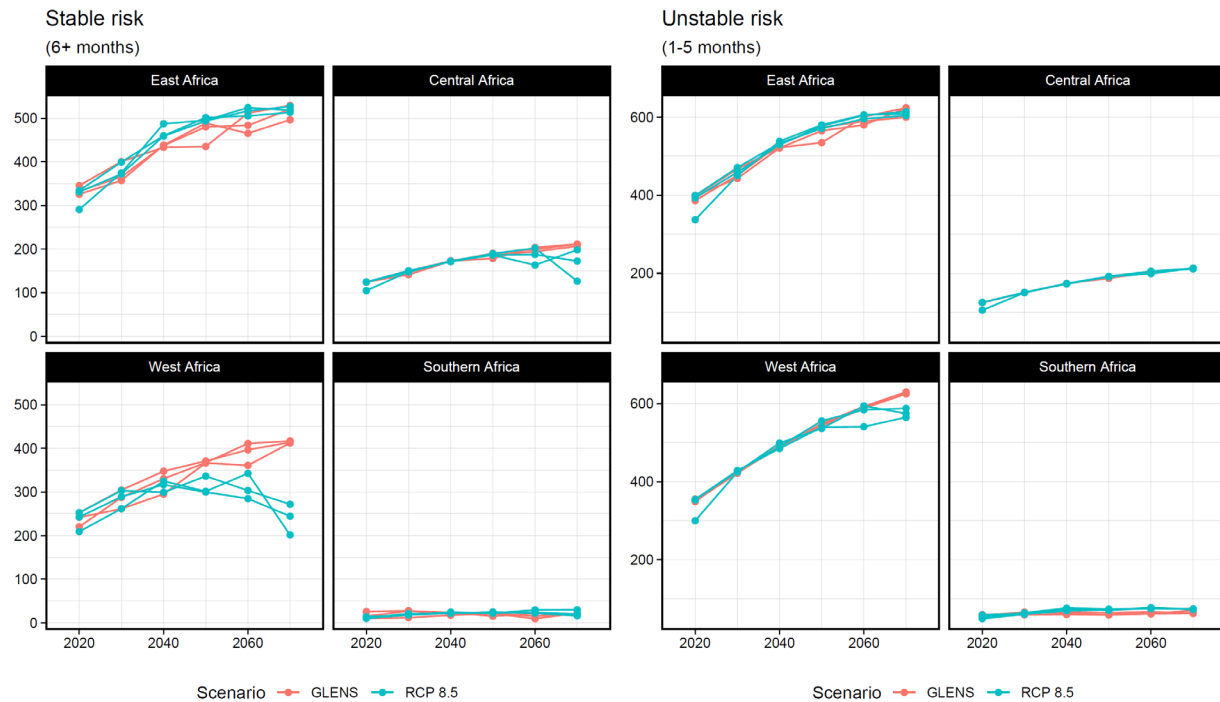 Stable risk
(6+ months)
East Africa
Central Africa
500
400
300
200
100
0
West Africa
Southern Africa
500
400
300
200
100
0
2020
2040
2060
2020
2040
2060
Scenario GLENS RCP 8.5
Unstable risk
(1-5 months)
East Africa
Central Africa
600
400
200
West Africa
Southern Africa
600
400
200
2020
2040
2060
2020
2040
2060
Scenario GLENS RCP 8.5